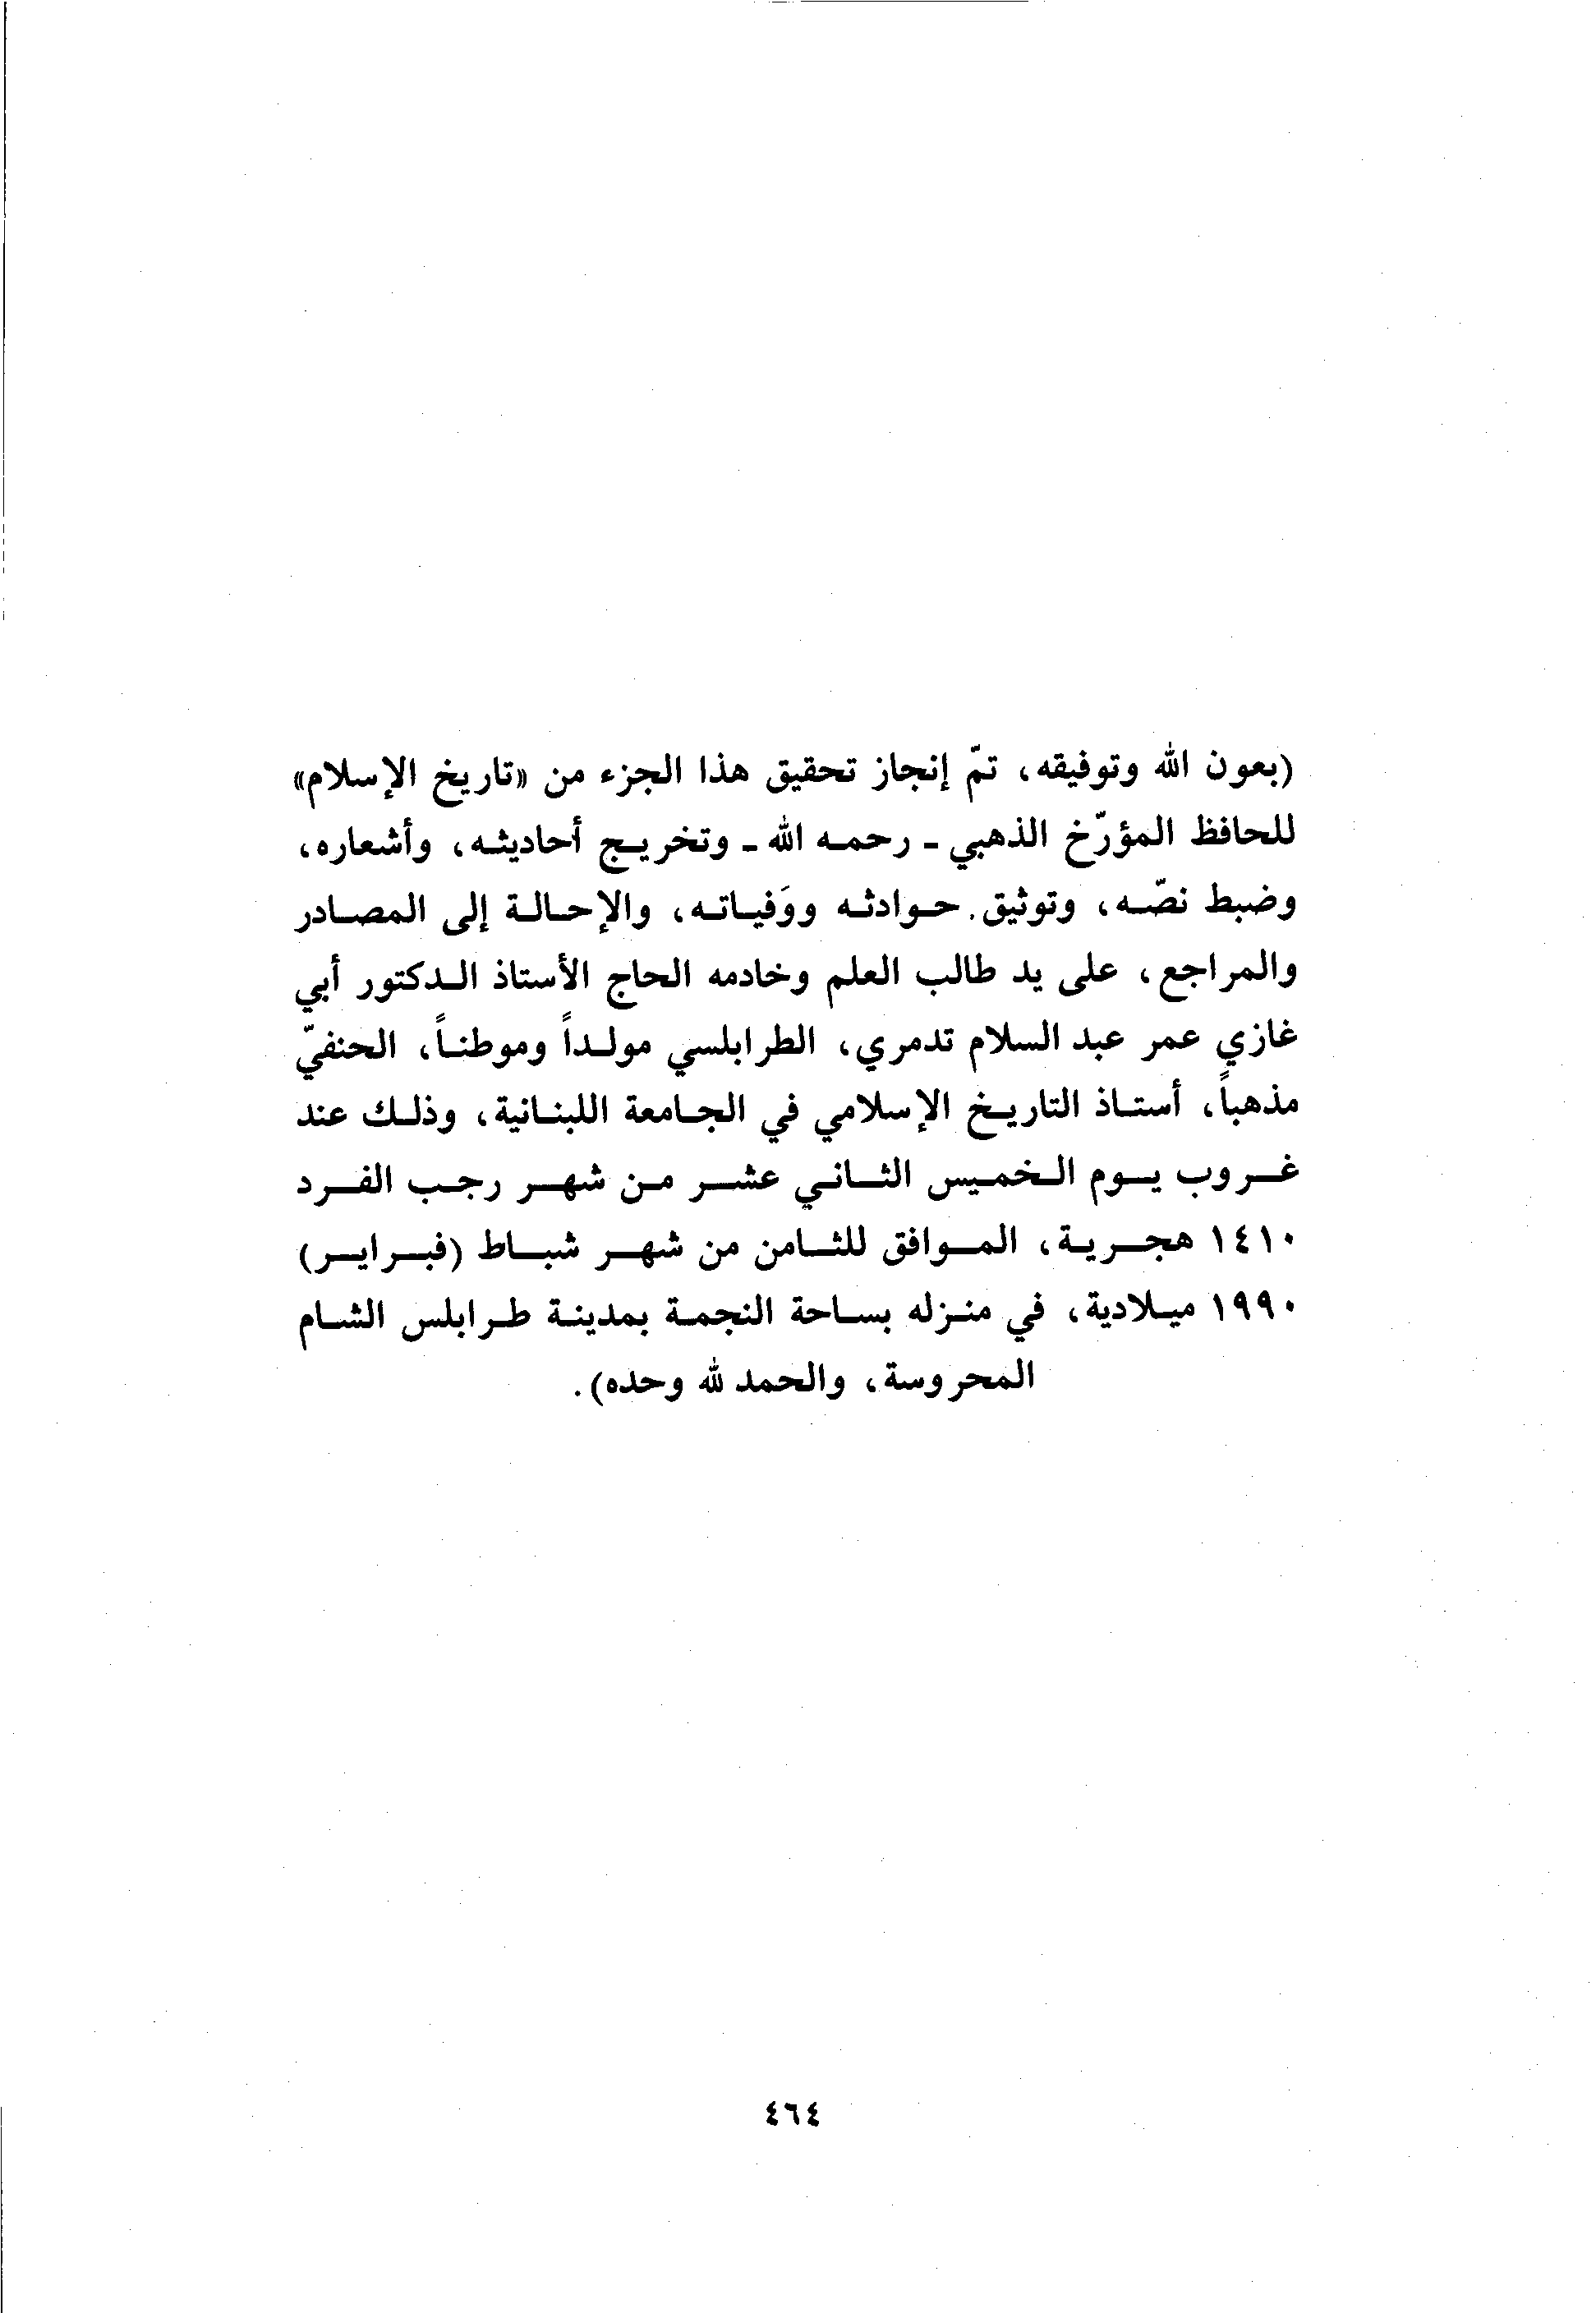 (بعون الله وتوفيقه، تمّ إنجاز تحقيق هذا الجزء من «تاريخ الإسلام»
للحافظ المؤرّخ الذهبي - رحمه الله - وتخريج أحاديثه، وأشعاره،
وضبط نصّه، وتوثيق حوادثه ووَفياته، والإحالة إلى المصادر
والمراجع، على يد طالب العلم وخادمه الحاج الأستاذ الدكتور أبي
غازي عمر عبد السلام تدمري، الطرابلسي مولداً وموطناً، الحنفيّ
مذهباً، أستاذ التاريخ الإسلامي في الجامعة اللبنانية، وذلك عند
غروب يوم الخميس الثاني عشر من شهر رجب الفرد
١٤١٠ هجرية، الموافق للثامن من شهر شباط (فبراير)
١٩٩٠ ميلادية، في منزله بساحة النجمة بمدينة طرابلس الشام
المحروسة، والحمد لله وحده).
٤٦٤